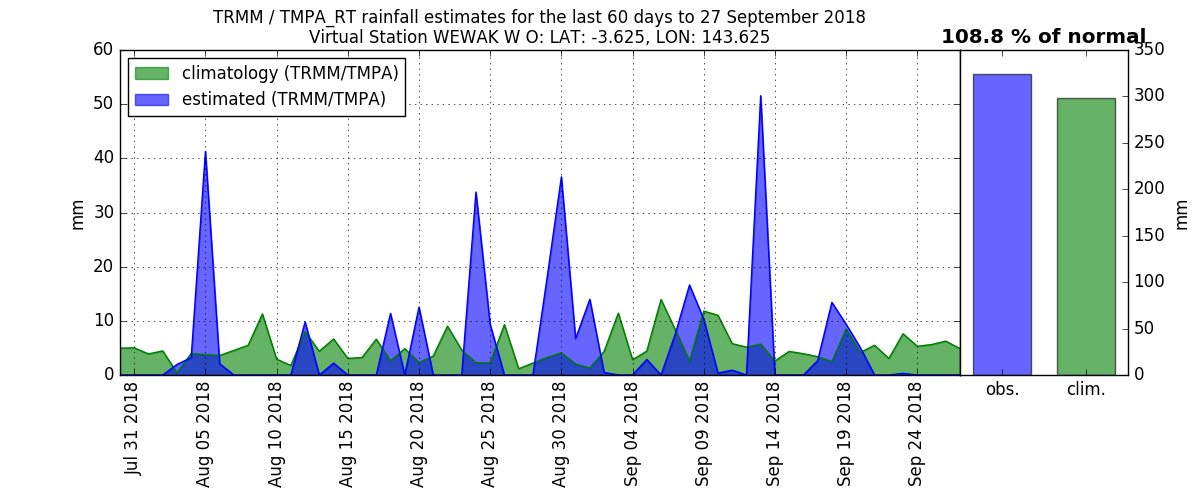 TRMM / TMPA_RT rainfall estimates for the last 60 days to 27 September 2018
Virtual Station WEWAK W O: LAT: -3.625, LON: 143.625
108.8 % of normal
climatology (TRMM/TMPA)
estimated (TRMM/TMPA)
60
50
40
30
20
10
0
mm
Jul 31 2018
Aug 05 2018
Aug 10 2018
Aug 15 2018
Aug 20 2018
Aug 25 2018
Aug 30 2018
Sep 04 2018
Sep 09 2018
Sep 14 2018
Sep 19 2018
Sep 24 2018
350
300
250
200
150
100
50
0
mm
obs.
clim.